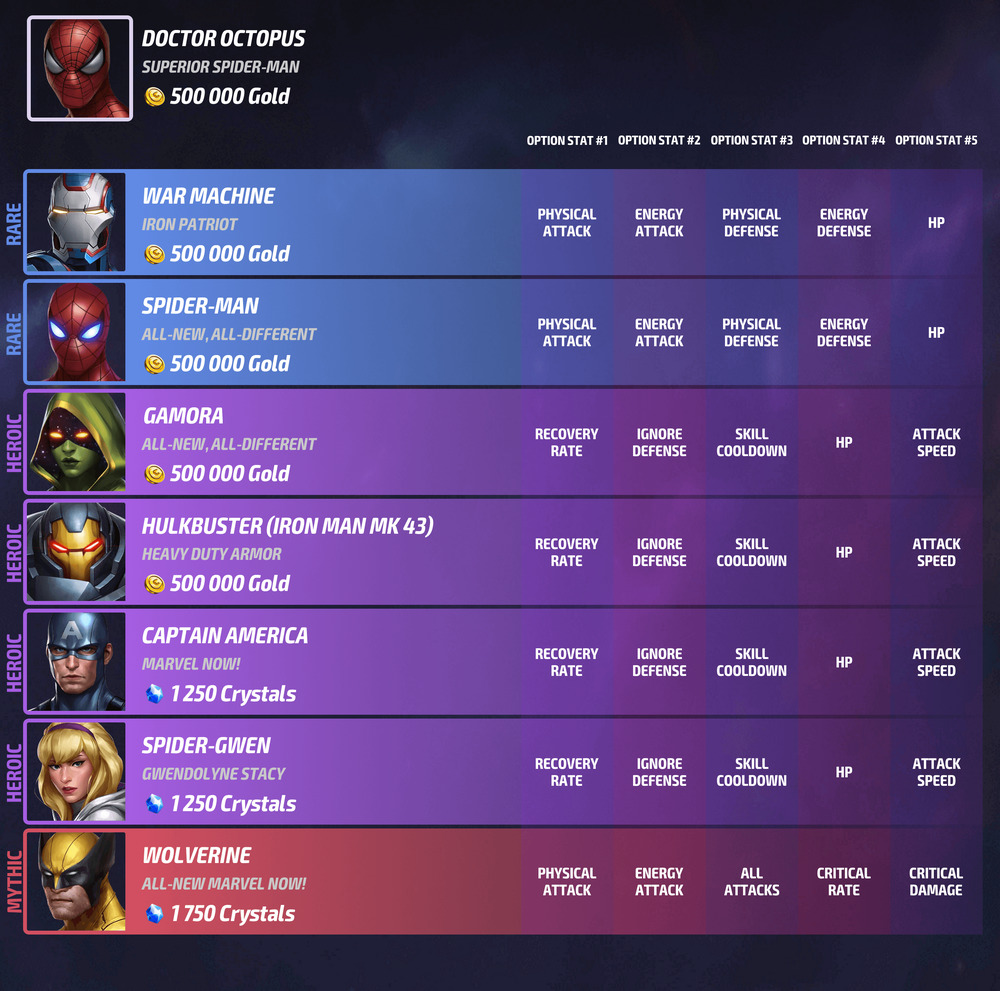 DOCTOR OCTOPUS
SUPERIOR SPIDER-MAN
500 000 Gold
OPTION STAT #1 OPTION STAT #2 OPTION STAT #3 OPTION STAT #4 OPTION STAT #5
RARE
WAR MACHINE
IRON PATRIOT
500 000 Gold
PHYSICAL
ATTACK
ENERGY
ATTACK
PHYSICAL
DEFENSE
ENERGY
DEFENSE
HP
RARE
SPIDER-MAN
ALL-NEW, ALL-DIFFERENT
500 000 Gold
PHYSICAL
ATTACK
ENERGY
ATTACK
PHYSICAL
DEFENSE
ENERGY
DEFENSE
HP
HEROIC
GAMORA
ALL-NEW, ALL-DIFFERENT
500 000 Gold
RECOVERY
RATE
IGNORE
DEFENSE
SKILL
COOLDOWN
HP
ATTACK
SPEED
HEROIC
HULKBUSTER (IRON MAN MK 43)
HEAVY DUTY ARMOR
500 000 Gold
RECOVERY
RATE
IGNORE
DEFENSE
SKILL
COOLDOWN
HP
ATTACK
SPEED
HEROIC
CAPTAIN AMERICA
MARVEL NOW!
1 250 Crystals
RECOVERY
RATE
IGNORE
DEFENSE
SKILL
COOLDOWN
HP
ATTACK
SPEED
HEROIC
SPIDER-GWEN
GWENDOLYNE STACY
1 250 Crystals
RECOVERY
RATE
IGNORE
DEFENSE
SKILL
COOLDOWN
HP
ATTACK
SPEED
MYTHIC
WOLVERINE
ALL-NEW MARVEL NOW!
1 750 Crystals
PHYSICAL
ATTACK
ENERGY
ATTACK
ALL
ATTACKS
CRITICAL
RATE
CRITICAL
DAMAGE